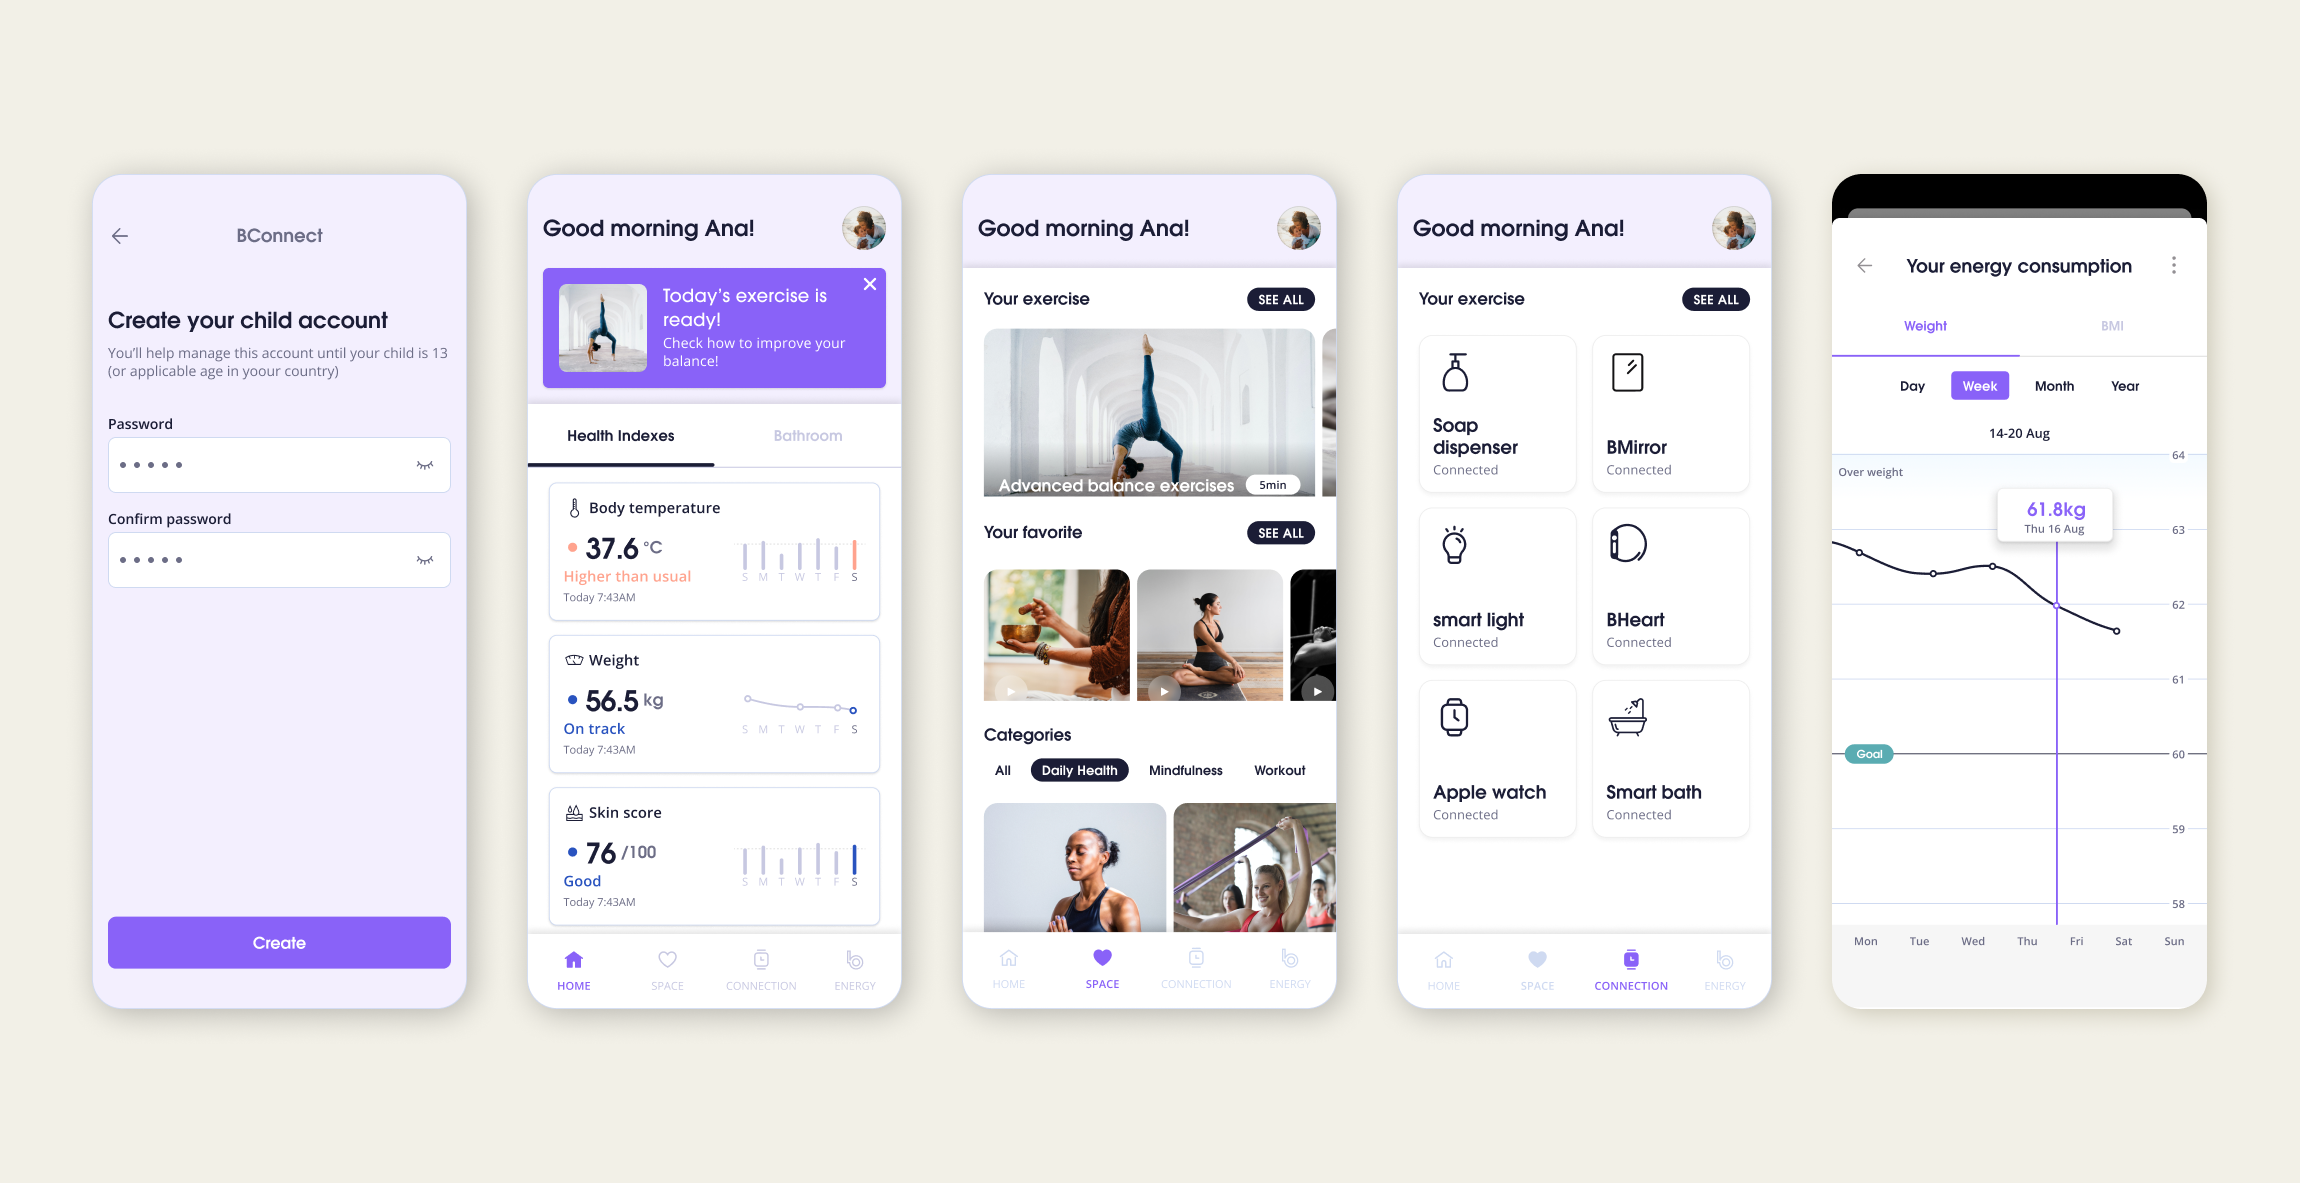 BConnect
Create your child account
You'll help manage this account until your child is 13
(or applicable age in yoour country)
Password
Confirm password
Create
Good morning Ana!
Today's exercise is
ready!
Check how to improve your
balance!
Health Indexes
Bathroom
Body temperature
37.6 °C
Higher than usual
Today 7:43AM
S M T W T F S
Weight
56.5 kg
On track
Today 7:43AM
S M T W T F S
Skin score
76 /100
Good
Today 7:43AM
S M T W T F S
HOME
SPACE
CONNECTION
ENERGY
Good morning Ana!
Your exercise
SEE ALL
Advanced balance exercises
5min
Your favorite
SEE ALL
Categories
All
Daily Health
Mindfulness
Workout
HOME
SPACE
CONNECTION
ENERGY
Good morning Ana!
Your exercise
SEE ALL
Soap
dispenser
Connected
BMirror
Connected
smart light
Connected
BHeart
Connected
Apple watch
Connected
Smart bath
Connected
HOME
SPACE
CONNECTION
ENERGY
Your energy consumption
Weight
BMI
Day
Week
Month
Year
14-20 Aug
64
Over weight
61.8kg
Thu 16 Aug
63
62
61
Goal
60
59
58
Mon
Tue
Wed
Thu
Fri
Sat
Sun